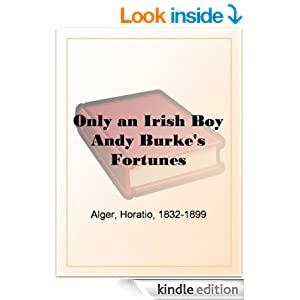 Look inside
Only an Irish Boy
Andy Burke's
Fortunes
Alger, Horatio, 1832-1899
kindle edition